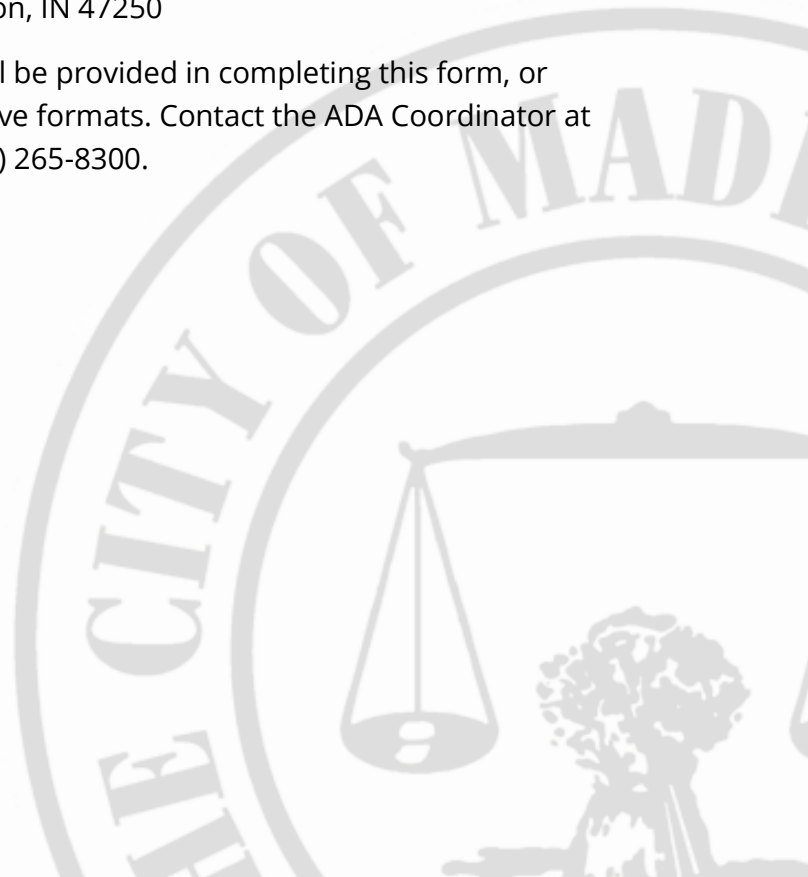 on, IN 47250
l be provided in completing this form, or
ve formats. Contact the ADA Coordinator at
) 265-8300.
HE CITY OF MAD